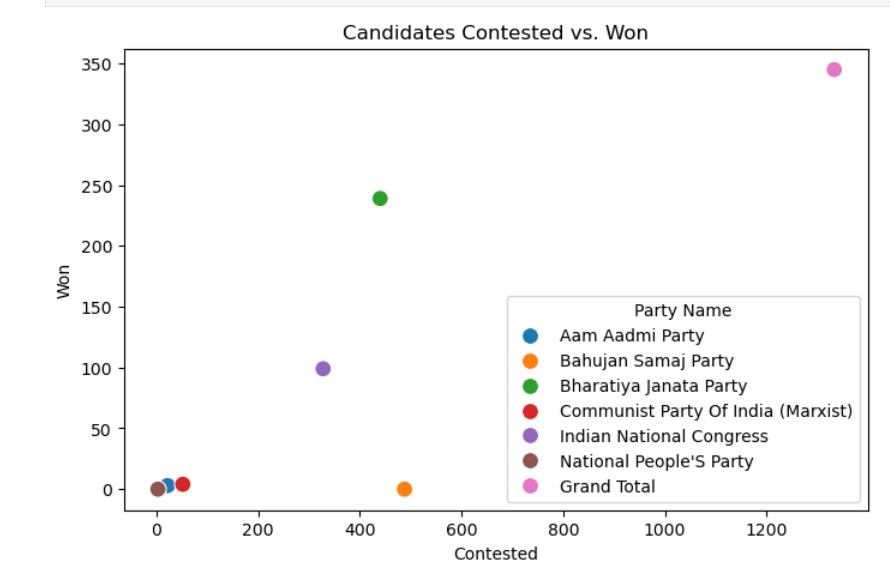 Candidates Contested vs. Won
350
300
250
200
150
100
50
0
Won
Party Name
Aam Aadmi Party
Bahujan Samaj Party
Bharatiya Janata Party
Communist Party Of India (Marxist)
Indian National Congress
National People'S Party
Grand Total
0 200 400 600 800 1000 1200
Contested